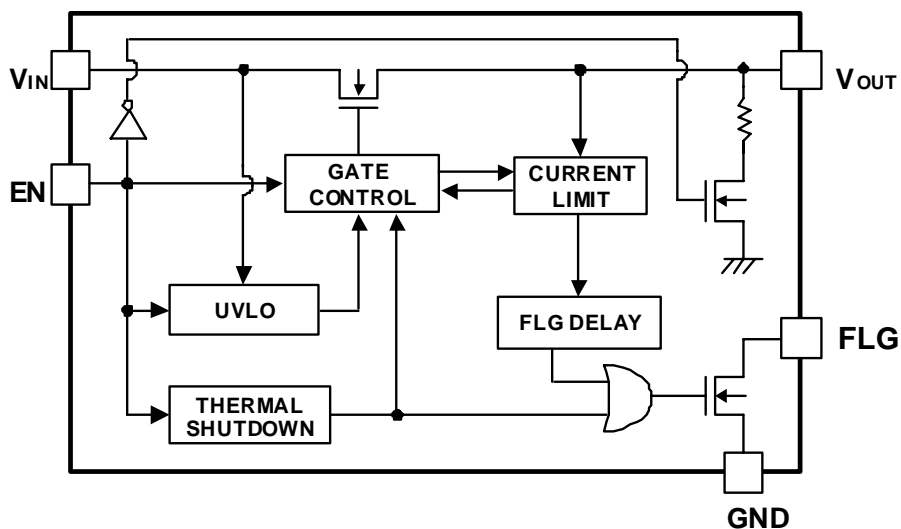 VIN
VOUT
GATE
CONTROL
CURRENT
LIMIT
EN
UVLO
FLG DELAY
FLG
THERMAL
SHUTDOWN
GND